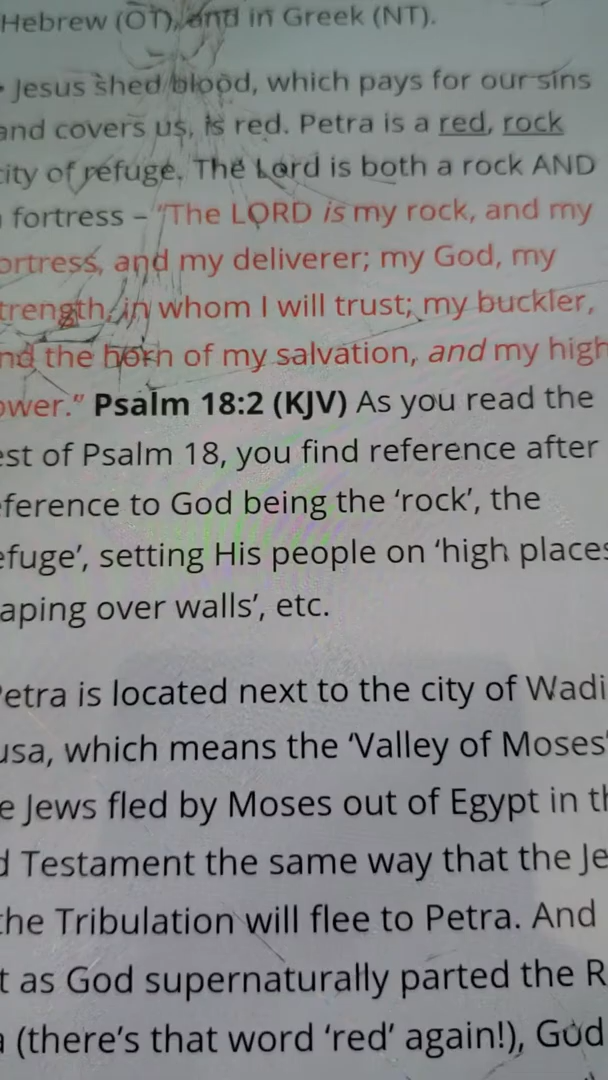 Hebrew (OT), and in Greek (NT).
• Jesus shed blood, which pays for our sins
and covers us, is red. Petra is a red, rock
city of refuge. The Lord is both a rock AND
fortress – “The LORD is my rock, and my
ortress, and my deliverer; my God, my
trength, in whom I will trust; my buckler,
nd the horn of my salvation, and my high
ower.” Psalm 18:2 (KJV) As you read the
est of Psalm 18, you find reference after
ference to God being the ‘rock’, the
efuge’, setting His people on ‘high places
aping over walls’, etc.
Petra is located next to the city of Wadi
usa, which means the ‘Valley of Moses’
e Jews fled by Moses out of Egypt in th
d Testament the same way that the Je
the Tribulation will flee to Petra. And
t as God supernaturally parted the R
a (there’s that word ‘red’ again!), God